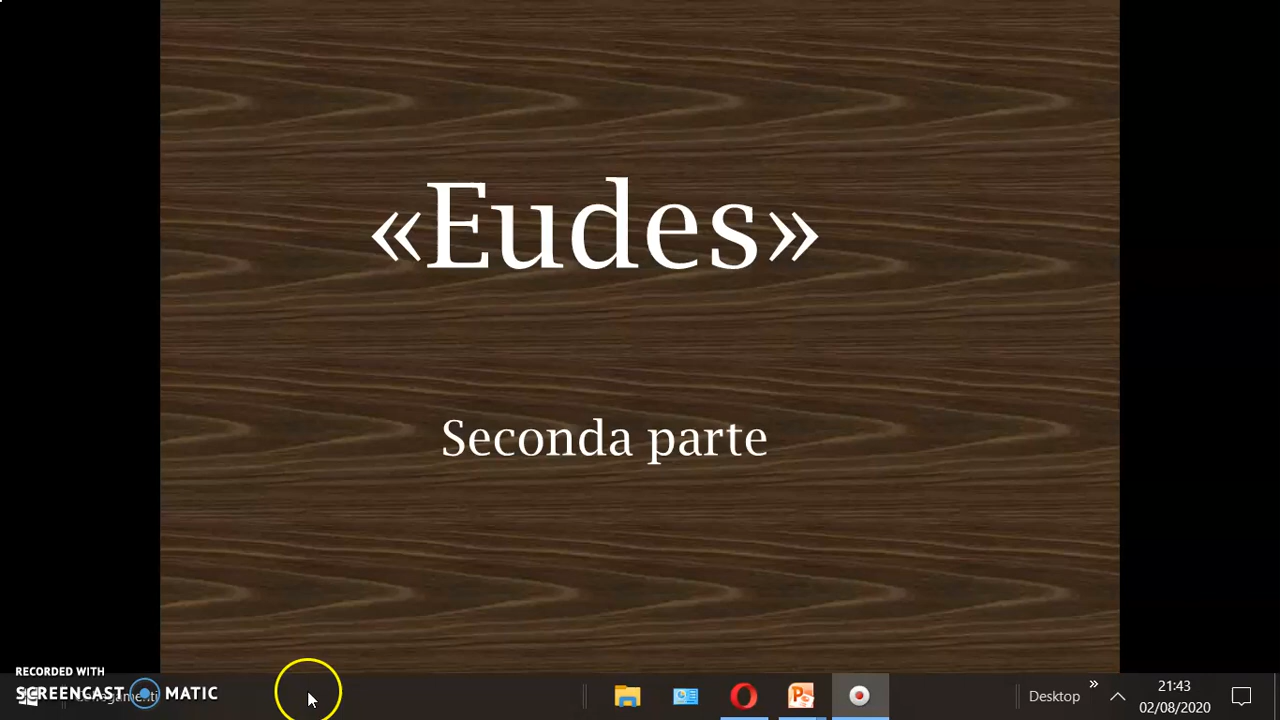 «Eudes»
Seconda parte
RECORDED WITH
SCREENCAST MATIC
Desktop
»
21:43
02/08/2020